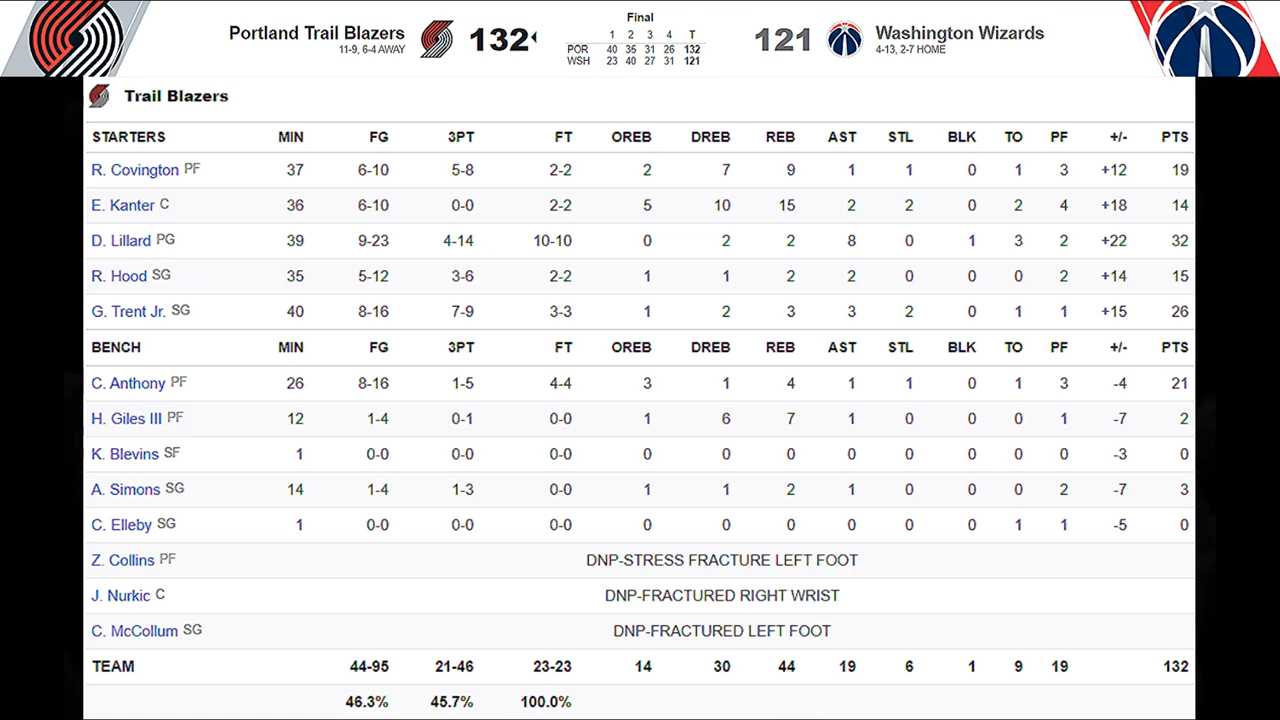 Portland Trail Blazers
11-9, 6-4 AWAY
132
Final
1 2 3 4 T
POR 40 35 31 26 132
WSH 23 40 27 31 121
121
Washington Wizards
4-13, 2-7 HOME
Trail Blazers
STARTERS MIN FG 3PT FT OREB DREB REB AST STL BLK TO PF +/- PTS
R. Covington PF 37 6-10 5-8 2-2 2 7 9 1 1 0 1 3 +12 19
E. Kanter C 36 6-10 0-0 2-2 5 10 15 2 2 0 2 4 +18 14
D. Lillard PG 39 9-23 4-14 10-10 0 2 2 8 0 1 3 2 +22 32
R. Hood SG 35 5-12 3-6 2-2 1 1 2 2 0 0 0 2 +14 15
G. Trent Jr. SG 40 8-16 7-9 3-3 1 2 3 3 2 0 1 1 +15 26
BENCH MIN FG 3PT FT OREB DREB REB AST STL BLK TO PF +/- PTS
C. Anthony PF 26 8-16 1-5 4-4 3 1 4 1 1 0 1 3 -4 21
H. Giles III PF 12 1-4 0-1 0-0 1 6 7 1 0 0 0 1 -7 2
K. Blevins SF 1 0-0 0-0 0-0 0 0 0 0 0 0 0 0 -3 0
A. Simons SG 14 1-4 1-3 0-0 1 1 2 1 0 0 0 2 -7 3
C. Elleby SG 1 0-0 0-0 0-0 0 0 0 0 0 0 1 1 -5 0
Z. Collins PF DNP-STRESS FRACTURE LEFT FOOT
J. Nurkic C DNP-FRACTURED RIGHT WRIST
C. McCollum SG DNP-FRACTURED LEFT FOOT
TEAM 44-95 21-46 23-23 14 30 44 19 6 1 9 19 132
46.3% 45.7% 100.0%